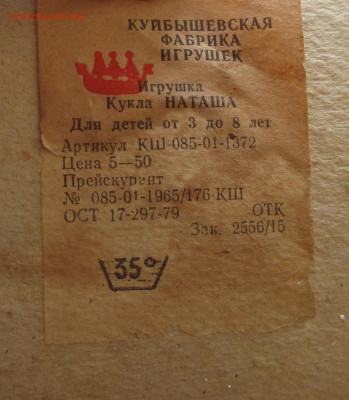 КУЙБЫШЕВСКАЯ
ФАБРИКА
ИГРУШЕК
Игрушка
Кукла НАТАША
Для детей от 3 до 8 лет
Артикул КШ-085-01-1372
Цена 5—50
Прейскурант
№ 085-01-1965/176-КШ
ОСТ 17-297-79 ОТК
Зак. 2556/15
35°